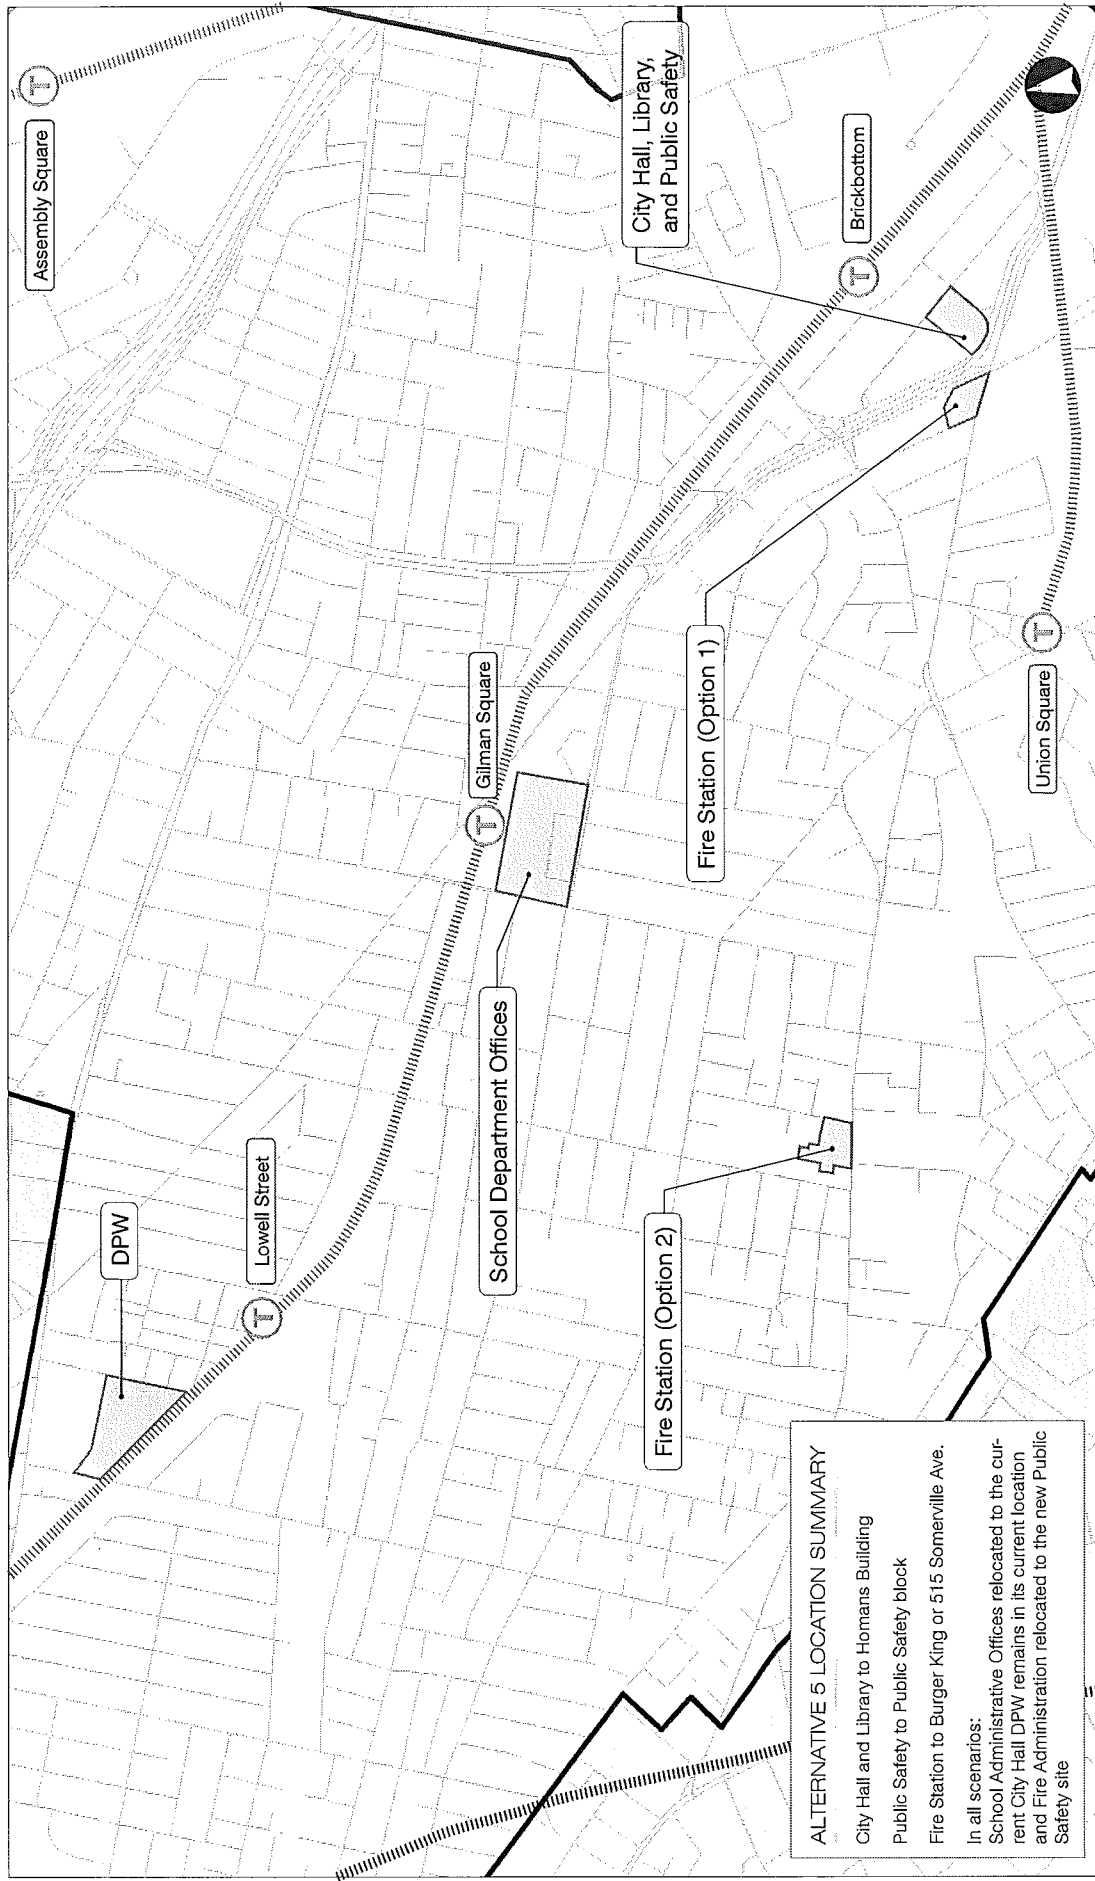 Assembly Square
T
City Hall, Library,
and Public Safety
Brickbottom
T
Gilman Square
T
Fire Station (Option 1)
Union Square
T
School Department Offices
DPW
Lowell Street
T
Fire Station (Option 2)
ALTERNATIVE 5 LOCATION SUMMARY
City Hall and Library to Homans Building
Public Safety to Public Safety block
Fire Station to Burger King or 515 Somerville Ave.
In all scenarios:
School Administrative Offices relocated to the cur-
rent City Hall DPW remains in its current location
and Fire Administration relocated to the new Public
Safety site